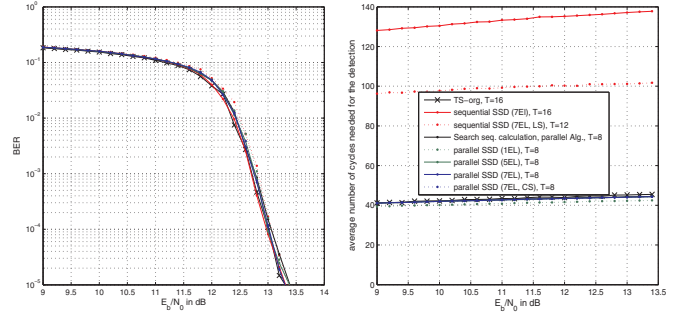 10^0
10^-1
10^-2
10^-3
10^-4
10^-5
BER
9 9.5 10 10.5 11 11.5 12 12.5 13 13.5 14
E_b/N_0 in dB
140
120
100
80
60
40
20
0
average number of cycles needed for the detection
TS-org, T=16
sequential SSD (7El), T=16
sequential SSD (7EL, LS), T=12
Search seq. calculation, parallel Alg., T=8
parallel SSD (1EL), T=8
parallel SSD (5EL), T=8
parallel SSD (7EL), T=8
parallel SSD (7EL, CS), T=8
9 9.5 10 10.5 11 11.5 12 12.5 13 13.5
E_b/N_0 in dB